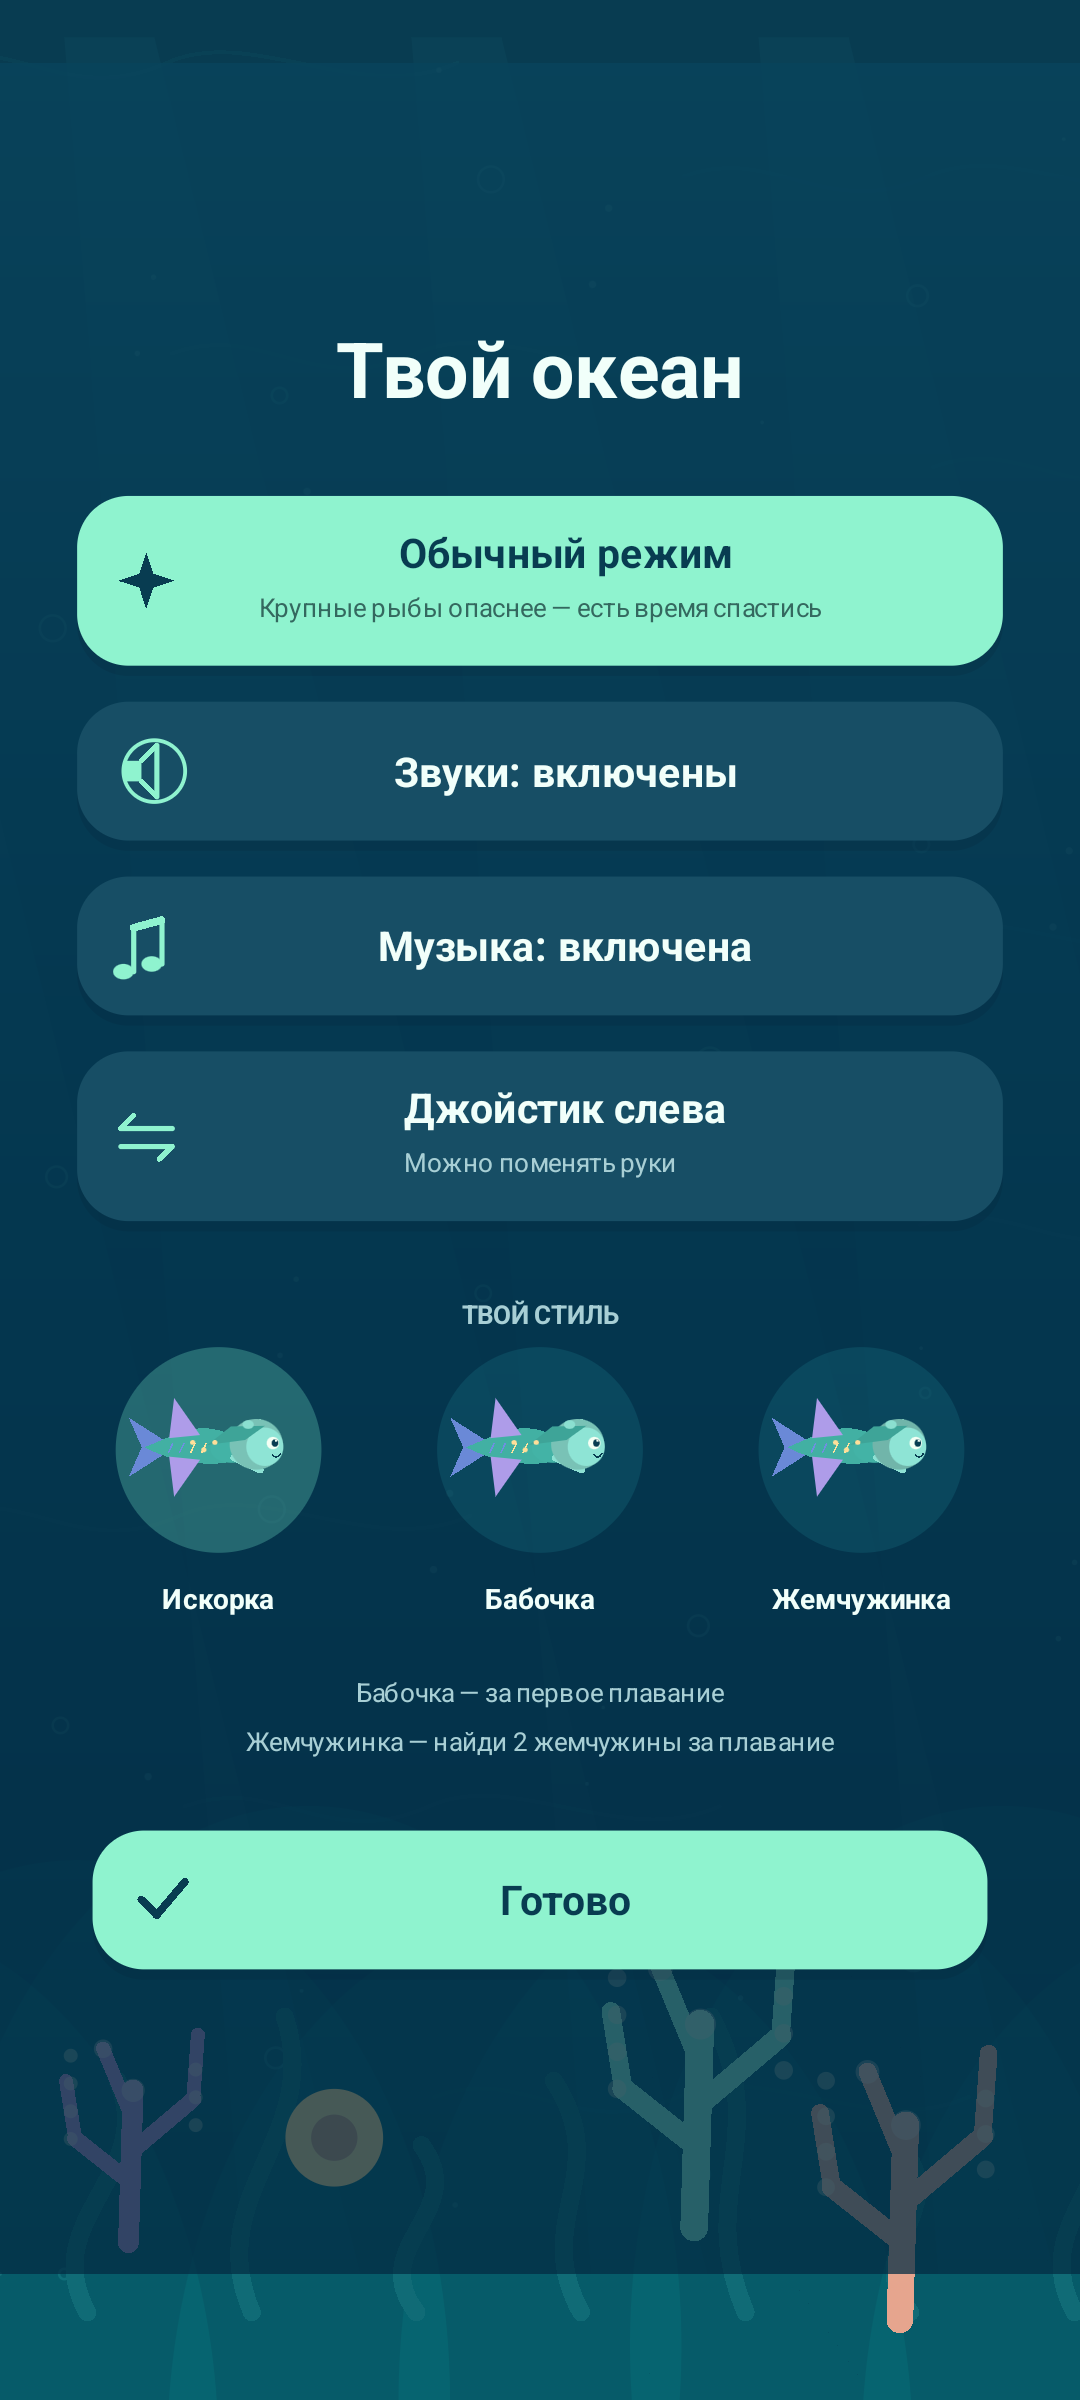 Твой океан
Обычный режим
Крупные рыбы опаснее — есть время спастись
Звуки: включены
Музыка: включена
Джойстик слева
Можно поменять руки
ТВОЙ СТИЛЬ
Искорка
Бабочка
Жемчужинка
Бабочка — за первое плавание
Жемчужинка — найди 2 жемчужины за плавание
Готово